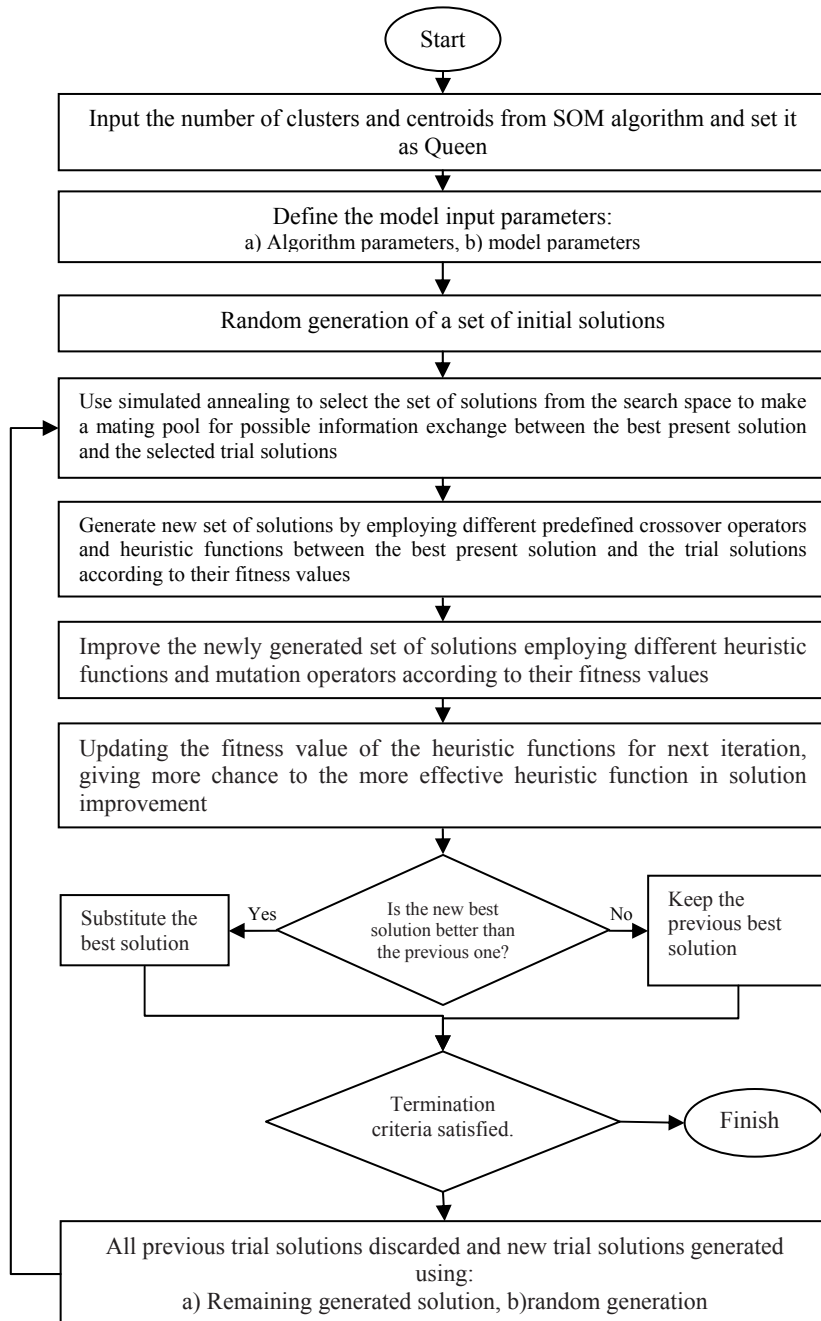 Start
Input the number of clusters and centroids from SOM algorithm and set it
as Queen
Define the model input parameters:
a) Algorithm parameters, b) model parameters
Random generation of a set of initial solutions
Use simulated annealing to select the set of solutions from the search space to make
a mating pool for possible information exchange between the best present solution
and the selected trial solutions
Generate new set of solutions by employing different predefined crossover operators
and heuristic functions between the best present solution and the trial solutions
according to their fitness values
Improve the newly generated set of solutions employing different heuristic
functions and mutation operators according to their fitness values
Updating the fitness value of the heuristic functions for next iteration,
giving more chance to the more effective heuristic function in solution
improvement
Substitute the
best solution
Yes
Is the new best
solution better than
the previous one?
No
Keep the
previous best
solution
Termination
criteria satisfied.
Finish
All previous trial solutions discarded and new trial solutions generated
using:
a) Remaining generated solution, b)random generation